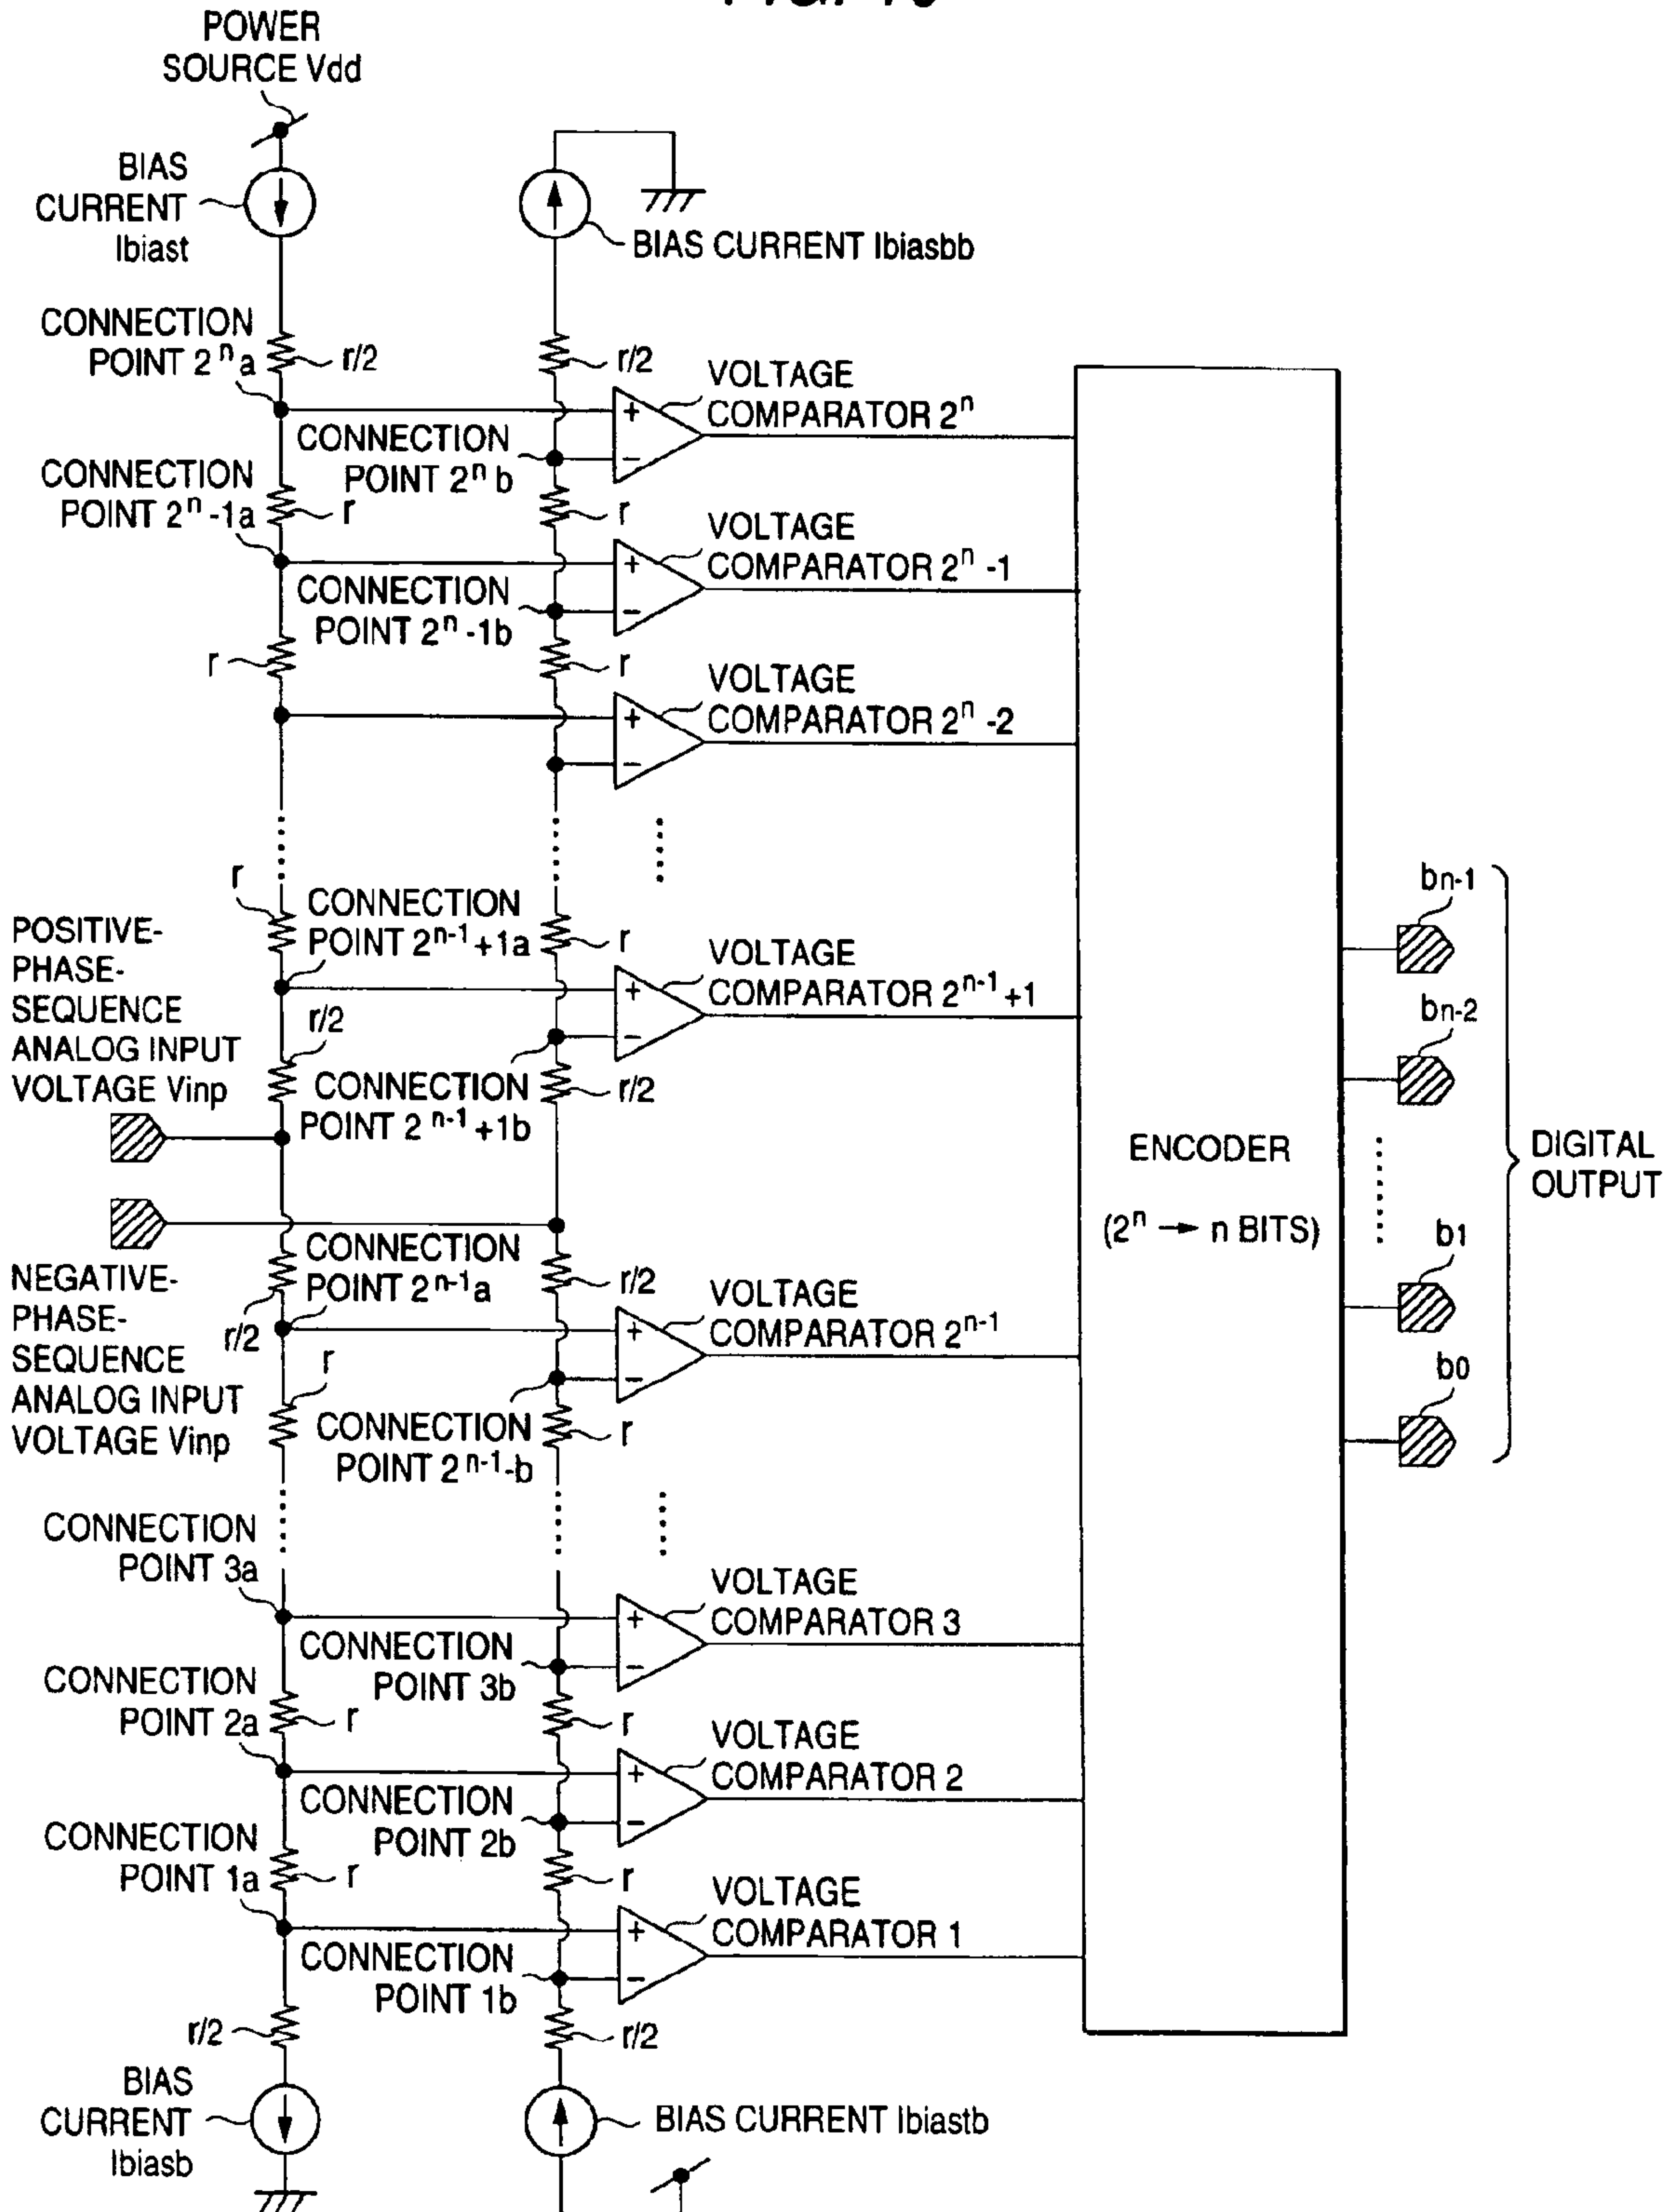 POWER
SOURCE Vdd
BIAS
CURRENT
Ibiast
BIAS CURRENT Ibiasbb
CONNECTION
POINT 2ⁿa
r/2
r/2
VOLTAGE
COMPARATOR 2ⁿ
+
−
CONNECTION
POINT 2ⁿb
CONNECTION
POINT 2ⁿ-1a
r
r
VOLTAGE
COMPARATOR 2ⁿ-1
+
−
CONNECTION
POINT 2ⁿ-1b
r
r
VOLTAGE
COMPARATOR 2ⁿ-2
+
−
r
CONNECTION
POINT 2ⁿ⁻¹+1a
r
POSITIVE-
PHASE-
SEQUENCE
ANALOG INPUT
VOLTAGE Vinp
VOLTAGE
COMPARATOR 2ⁿ⁻¹+1
+
−
r/2
CONNECTION
POINT 2ⁿ⁻¹+1b
r/2
NEGATIVE-
PHASE-
SEQUENCE
ANALOG INPUT
VOLTAGE Vinp
CONNECTION
POINT 2ⁿ⁻¹a
r/2
r/2
VOLTAGE
COMPARATOR 2ⁿ⁻¹
+
−
r
CONNECTION
POINT 2ⁿ⁻¹-b
r
CONNECTION
POINT 3a
VOLTAGE
COMPARATOR 3
+
−
CONNECTION
POINT 3b
CONNECTION
POINT 2a
r
r
VOLTAGE
COMPARATOR 2
+
−
CONNECTION
POINT 2b
CONNECTION
POINT 1a
r
r
VOLTAGE
COMPARATOR 1
+
−
CONNECTION
POINT 1b
r/2
r/2
BIAS
CURRENT
Ibiasb
BIAS CURRENT Ibiastb
ENCODER
(2ⁿ → n BITS)
bn-1
bn-2
b1
b0
DIGITAL
OUTPUT